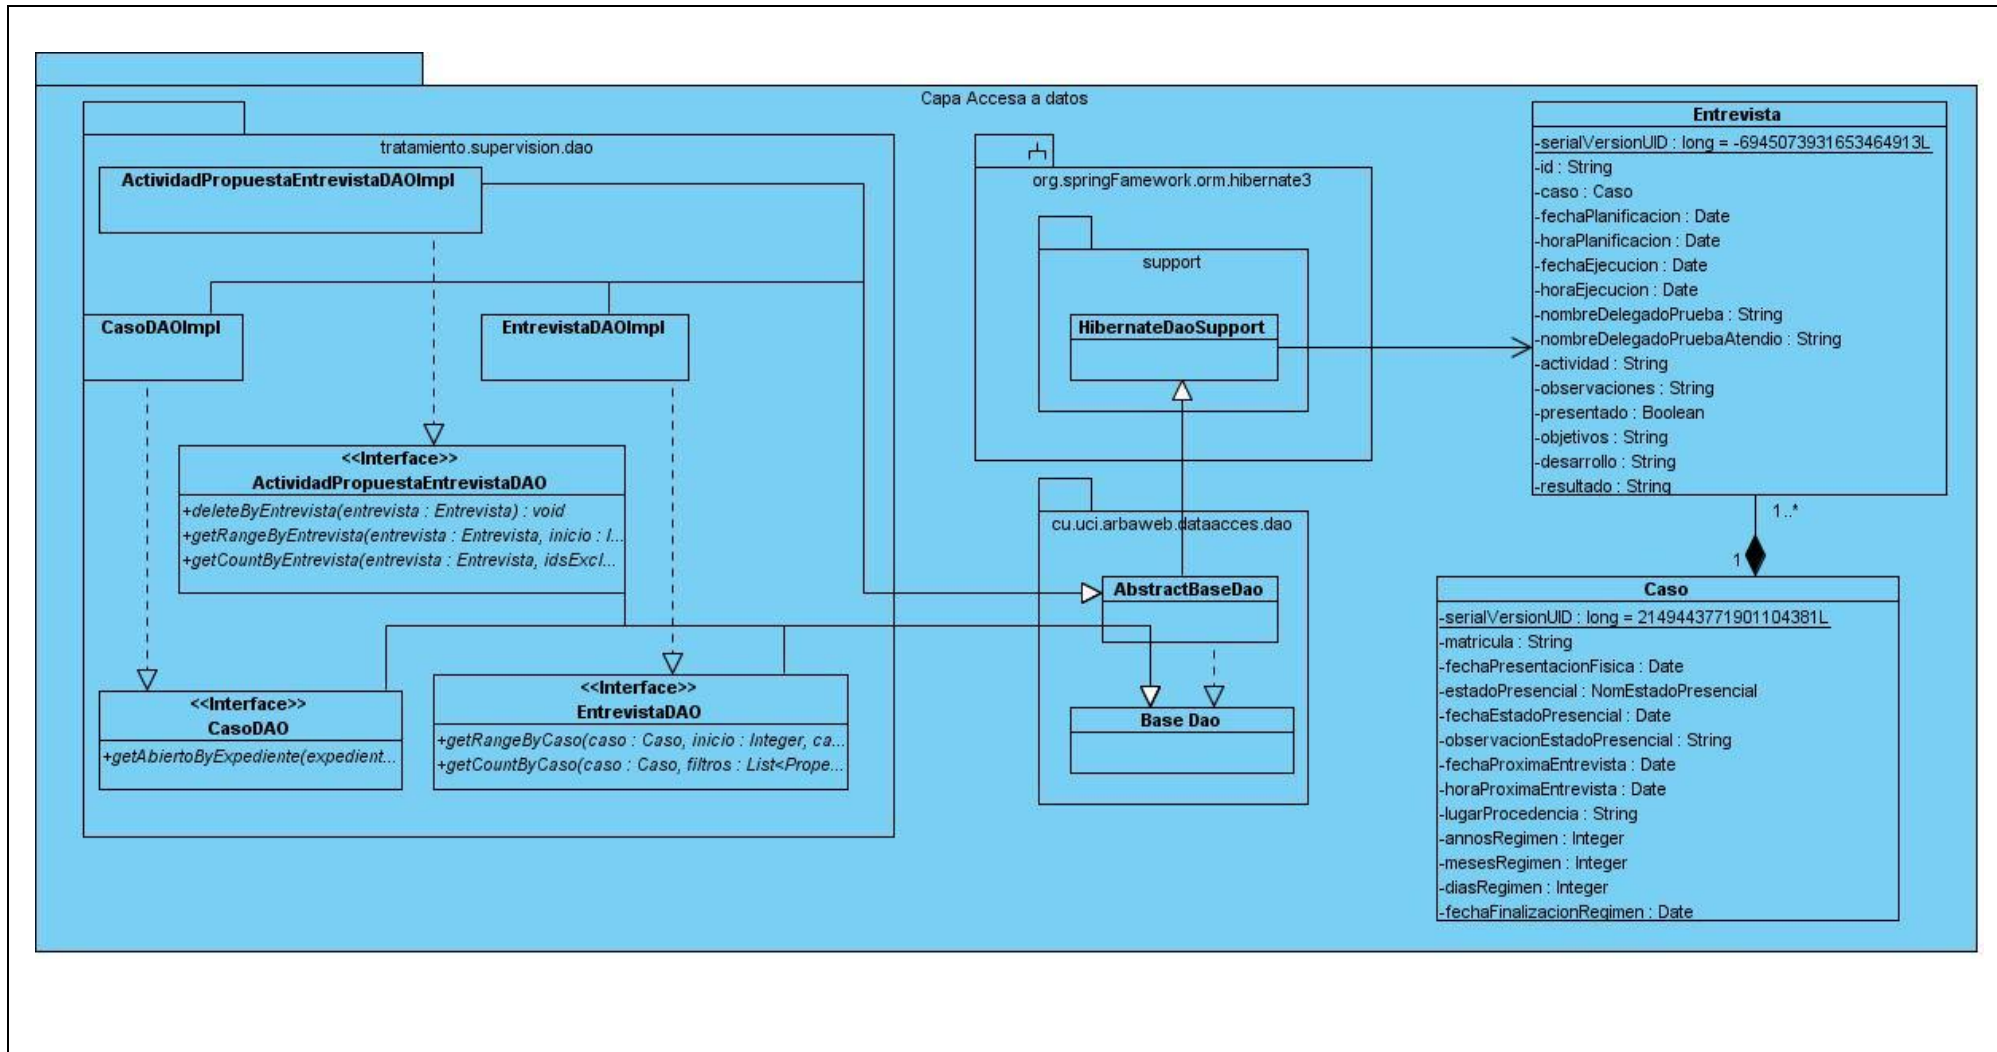 Capa Accesa a datos
tratamiento.supervision.dao
ActividadPropuestaEntrevistaDAOImpl
CasoDAOImpl
EntrevistaDAOImpl
<<Interface>>
ActividadPropuestaEntrevistaDAO
+deleteByEntrevista(entrevista : Entrevista) : void
+getRangeByEntrevista(entrevista : Entrevista, inicio : I...
+getCountByEntrevista(entrevista : Entrevista, idsExcl...
<<Interface>>
CasoDAO
+getAbiertoByExpediente(expedient...
<<Interface>>
EntrevistaDAO
+getRangeByCaso(caso : Caso, inicio : Integer, ca...
+getCountByCaso(caso : Caso, filtros : List<Prope...
org.springFamework.orm.hibernate3
support
HibernateDaoSupport
cu.uci.arbaweb.dataacces.dao
AbstractBaseDao
Base Dao
Entrevista
-serialVersionUID : long = -6945073931653464913L
-id : String
-caso : Caso
-fechaPlanificacion : Date
-horaPlanificacion : Date
-fechaEjecucion : Date
-horaEjecucion : Date
-nombreDelegadoPrueba : String
-nombreDelegadoPruebaAtendio : String
-actividad : String
-observaciones : String
-presentado : Boolean
-objetivos : String
-desarrollo : String
-resultado : String
1..*
1
Caso
-serialVersionUID : long = 2149443771901104381L
-matricula : String
-fechaPresentacionFisica : Date
-estadoPresencial : NomEstadoPresencial
-fechaEstadoPresencial : Date
-observacionEstadoPresencial : String
-fechaProximaEntrevista : Date
-horaProximaEntrevista : Date
-lugarProcedencia : String
-annosRegimen : Integer
-mesesRegimen : Integer
-diasRegimen : Integer
-fechaFinalizacionRegimen : Date